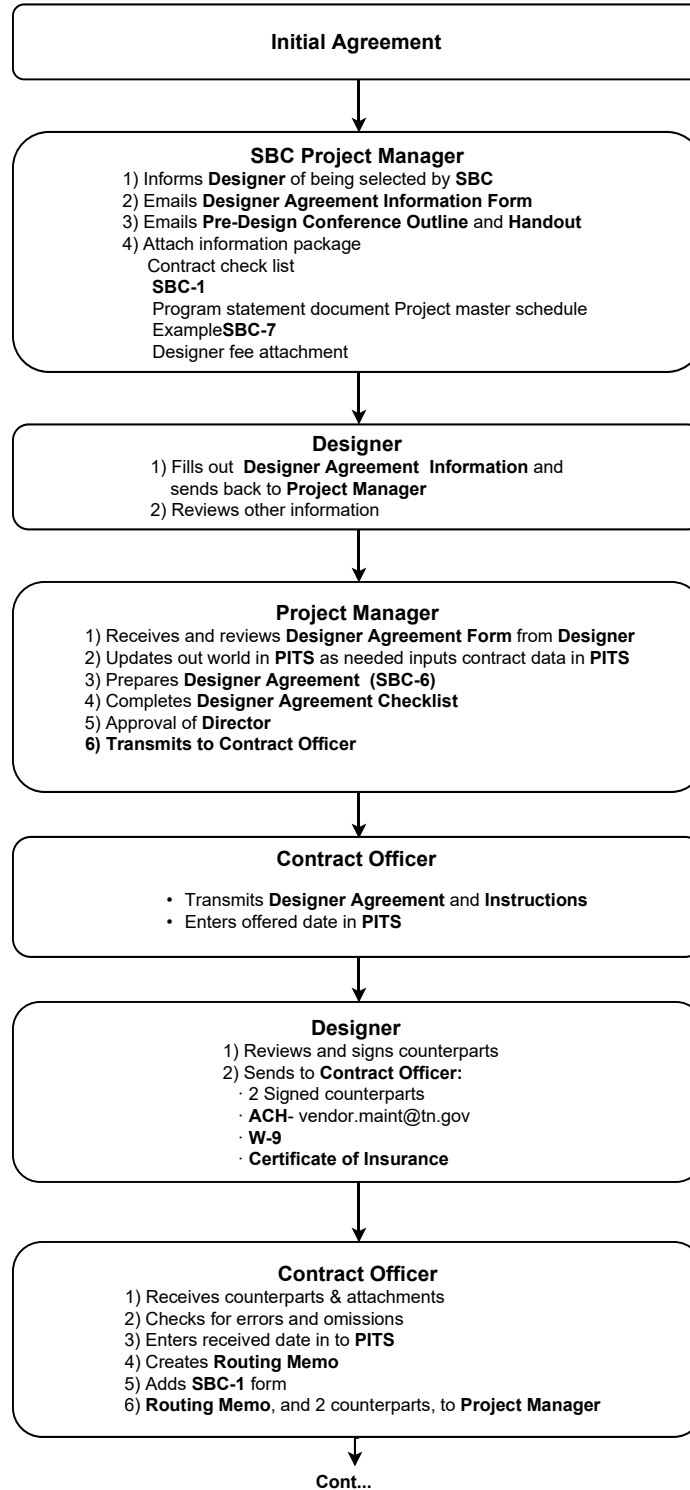 Initial Agreement
SBC Project Manager
1) Informs Designer of being selected by SBC
2) Emails Designer Agreement Information Form
3) Emails Pre-Design Conference Outline and Handout
4) Attach information package
Contract check list
SBC-1
Program statement document Project master schedule
ExampleSBC-7
Designer fee attachment
Designer
1) Fills out Designer Agreement Information and
sends back to Project Manager
2) Reviews other information
Project Manager
1) Receives and reviews Designer Agreement Form from Designer
2) Updates out world in PITS as needed inputs contract data in PITS
3) Prepares Designer Agreement (SBC-6)
4) Completes Designer Agreement Checklist
5) Approval of Director
6) Transmits to Contract Officer
Contract Officer
• Transmits Designer Agreement and Instructions
• Enters offered date in PITS
Designer
1) Reviews and signs counterparts
2) Sends to Contract Officer:
· 2 Signed counterparts
· ACH- vendor.maint@tn.gov
· W-9
· Certificate of Insurance
Contract Officer
1) Receives counterparts & attachments
2) Checks for errors and omissions
3) Enters received date in to PITS
4) Creates Routing Memo
5) Adds SBC-1 form
6) Routing Memo, and 2 counterparts, to Project Manager
Cont...